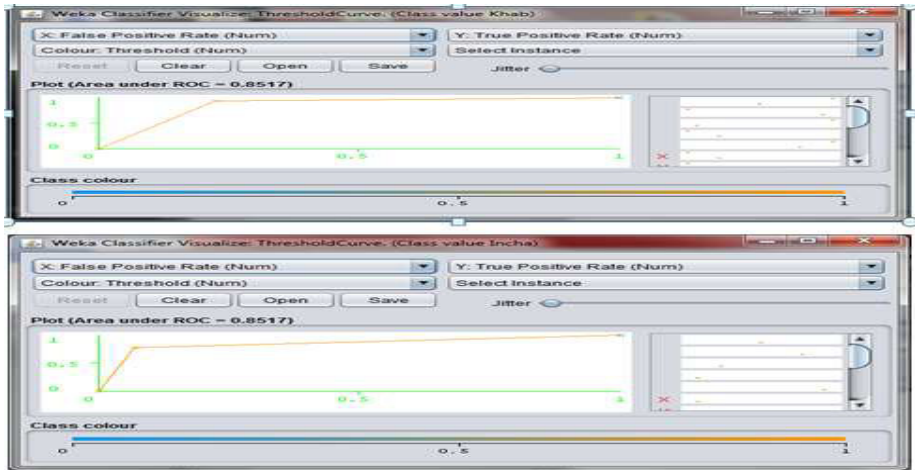 Weka Classifier Visualize: ThresholdCurve. (Class value Khab)
X: False Positive Rate (Num) Y: True Positive Rate (Num)
Colour: Threshold (Num) Select Instance
Reset Clear Open Save Jitter
Plot (Area under ROC = 0.8517)
1
0.5
0
0 0.5 1
X
Class colour
0 0.5 1
Weka Classifier Visualize: ThresholdCurve. (Class value Incha)
X: False Positive Rate (Num) Y: True Positive Rate (Num)
Colour: Threshold (Num) Select Instance
Reset Clear Open Save Jitter
Plot (Area under ROC = 0.8517)
1
0.5
0
0 0.5 1
X
Class colour
0 0.5 1